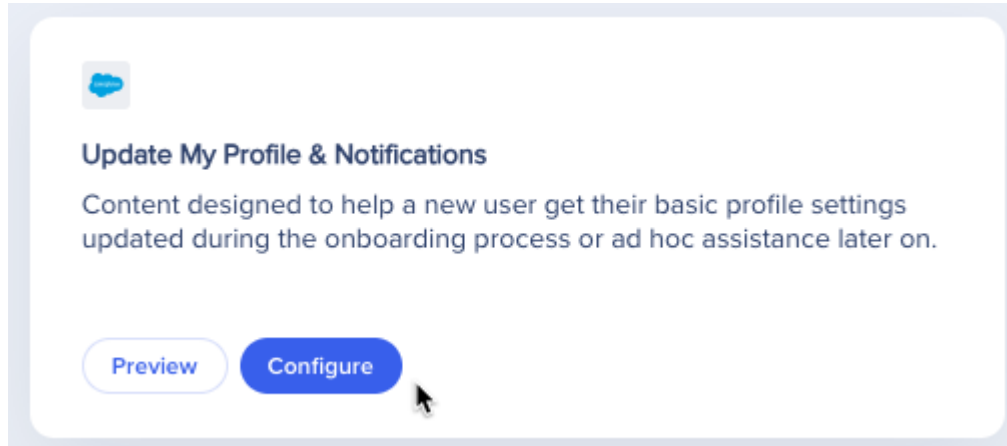 Update My Profile & Notifications
Content designed to help a new user get their basic profile settings
updated during the onboarding process or ad hoc assistance later on.
Preview
Configure